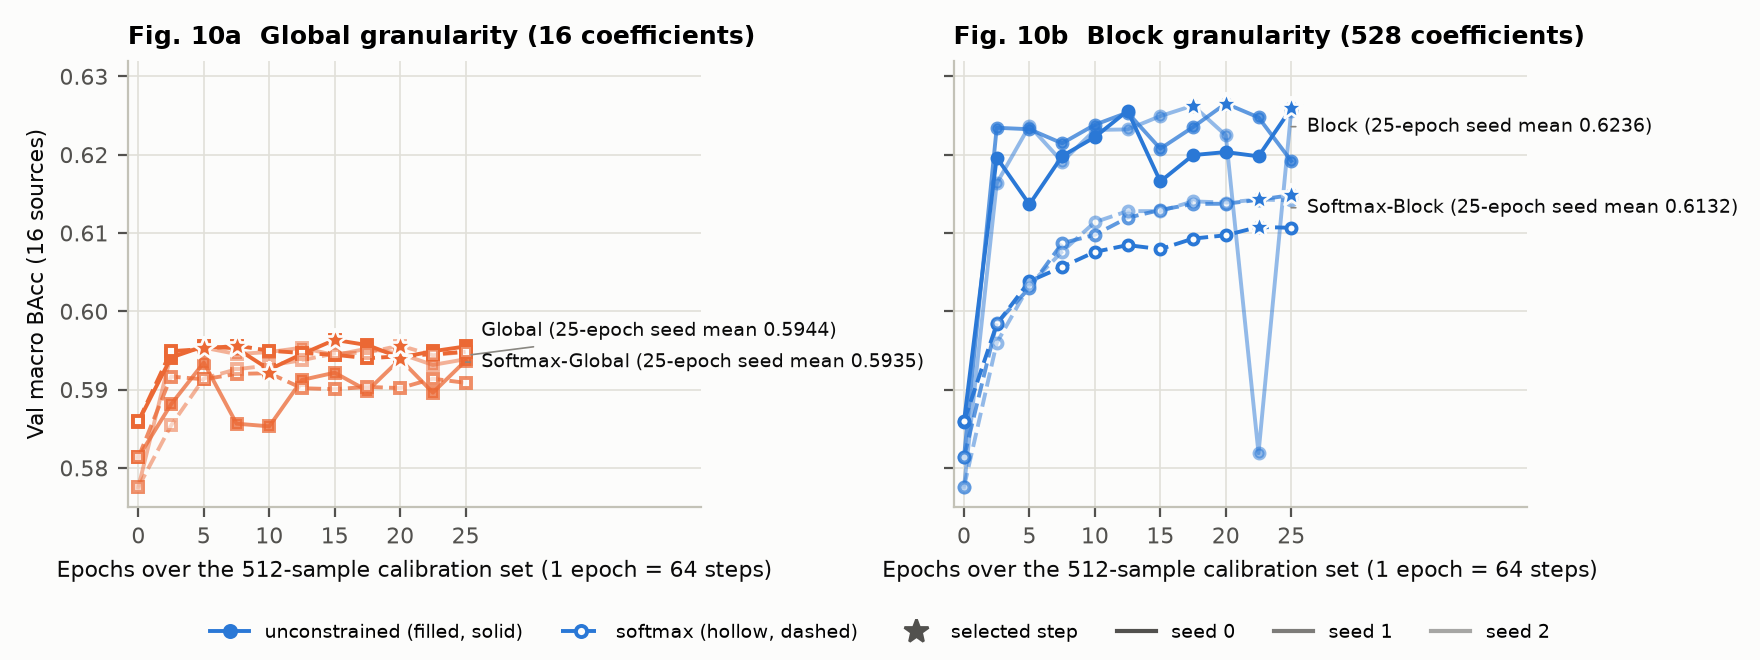 Fig. 10a  Global granularity (16 coefficients)
Fig. 10b  Block granularity (528 coefficients)
Val macro BAcc (16 sources)
0.63
0.62
0.61
0.60
0.59
0.58
Global (25-epoch seed mean 0.5944)
Softmax-Global (25-epoch seed mean 0.5935)
Block (25-epoch seed mean 0.6236)
Softmax-Block (25-epoch seed mean 0.6132)
0 5 10 15 20 25
0 5 10 15 20 25
Epochs over the 512-sample calibration set (1 epoch = 64 steps)
Epochs over the 512-sample calibration set (1 epoch = 64 steps)
unconstrained (filled, solid)
softmax (hollow, dashed)
selected step
seed 0
seed 1
seed 2